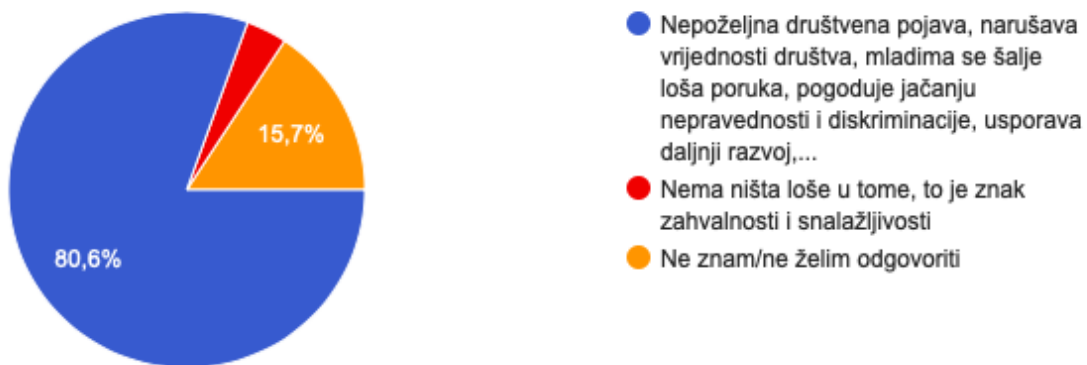 80,6%
15,7%
Nepoželjna društvena pojava, narušava
vrijednosti društva, mladima se šalje
loša poruka, pogoduje jačanju
nepravednosti i diskriminacije, usporava
daljnji razvoj,...
Nema ništa loše u tome, to je znak
zahvalnosti i snalažljivosti
Ne znam/ne želim odgovoriti